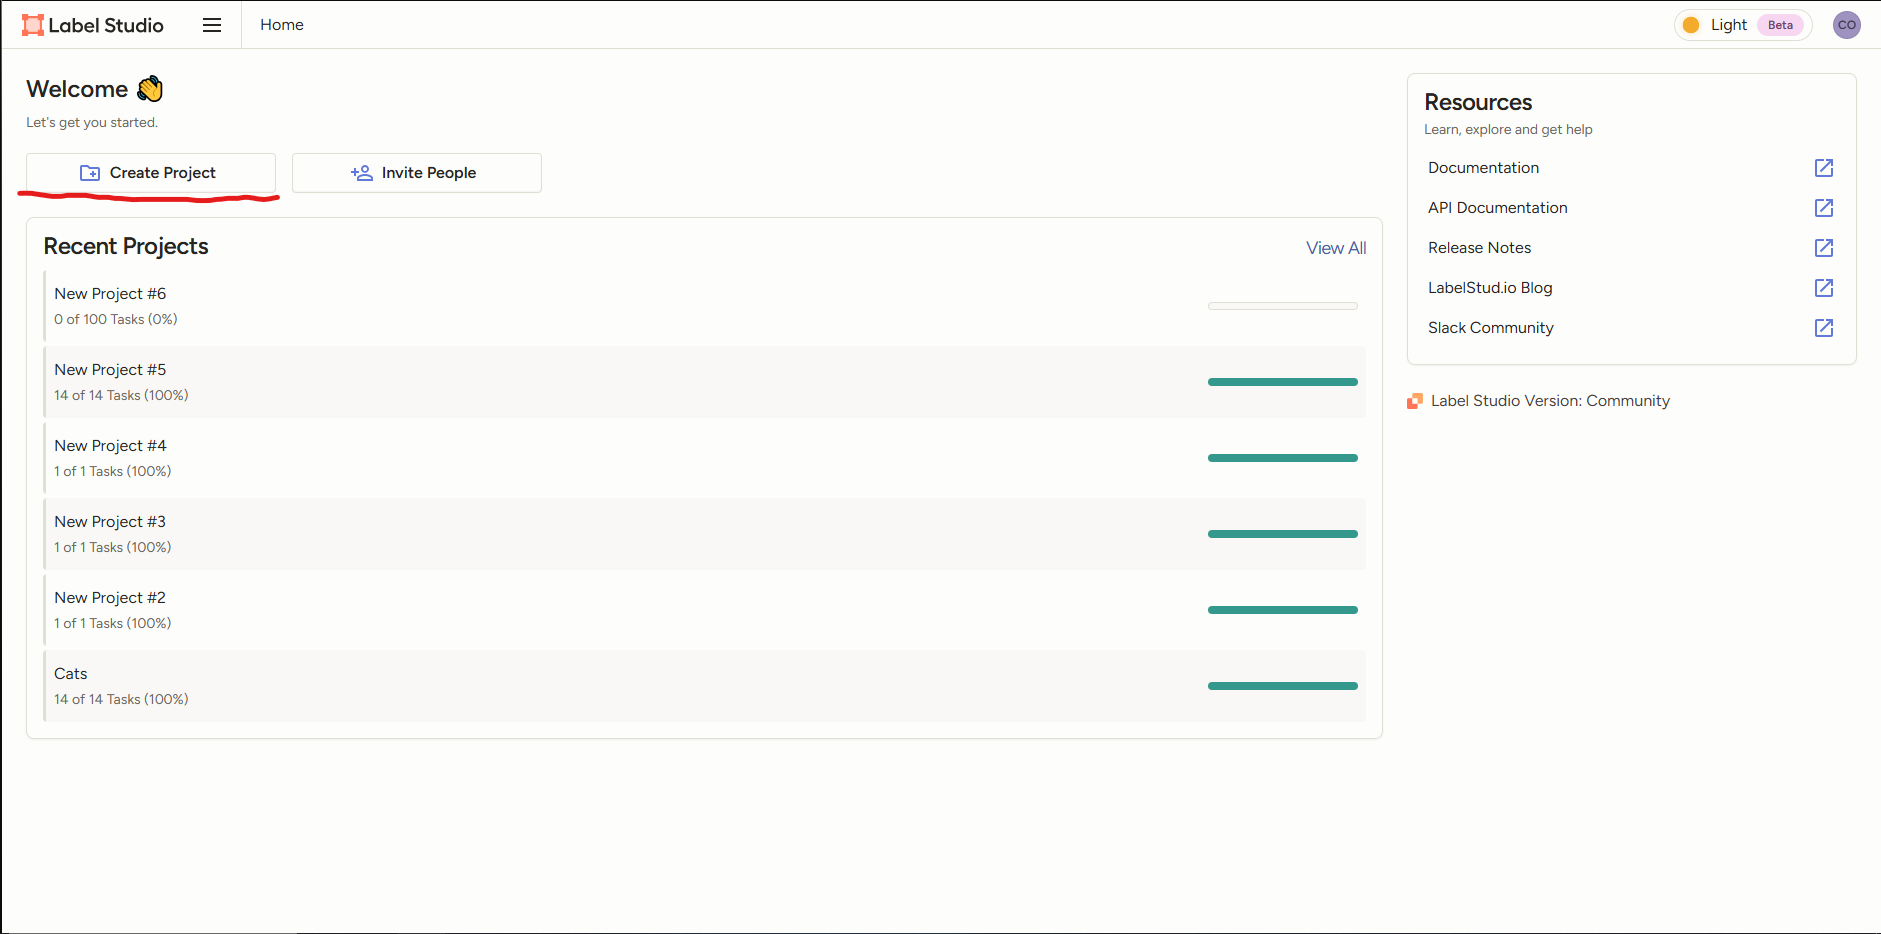 Label Studio
Home
Light
Beta
CO
Welcome 👋
Let's get you started.
Create Project
Invite People
Recent Projects
View All
New Project #6
0 of 100 Tasks (0%)
New Project #5
14 of 14 Tasks (100%)
New Project #4
1 of 1 Tasks (100%)
New Project #3
1 of 1 Tasks (100%)
New Project #2
1 of 1 Tasks (100%)
Cats
14 of 14 Tasks (100%)
Resources
Learn, explore and get help
Documentation
API Documentation
Release Notes
LabelStud.io Blog
Slack Community
Label Studio Version: Community